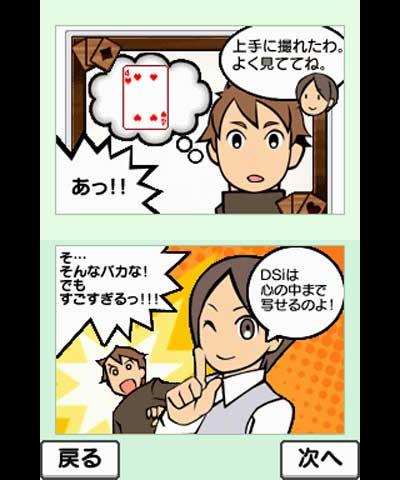 上手に撮れたわ。
よく見ててね。
4
4
あっ!!
そ…
そんなバカな!
でも
すごすぎるっ!!!
DSiは
心の中まで
写せるのよ!
戻る
次へ